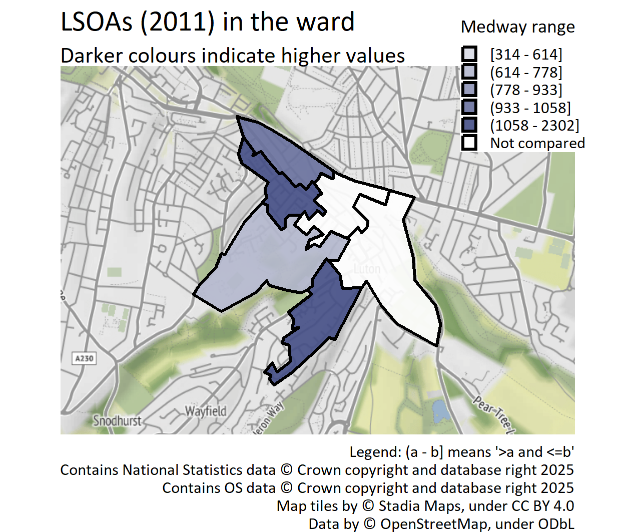 LSOAs (2011) in the ward
Darker colours indicate higher values
Medway range
[314 - 614]
(614 - 778]
(778 - 933]
(933 - 1058]
(1058 - 2302]
Not compared
Luton
A230
Snodhurst
Wayfield
Way
Pear-Tree-L
Legend: (a - b] means '>a and <=b'
Contains National Statistics data © Crown copyright and database right 2025
Contains OS data © Crown copyright and database right 2025
Map tiles by © Stadia Maps, under CC BY 4.0
Data by © OpenStreetMap, under ODbL